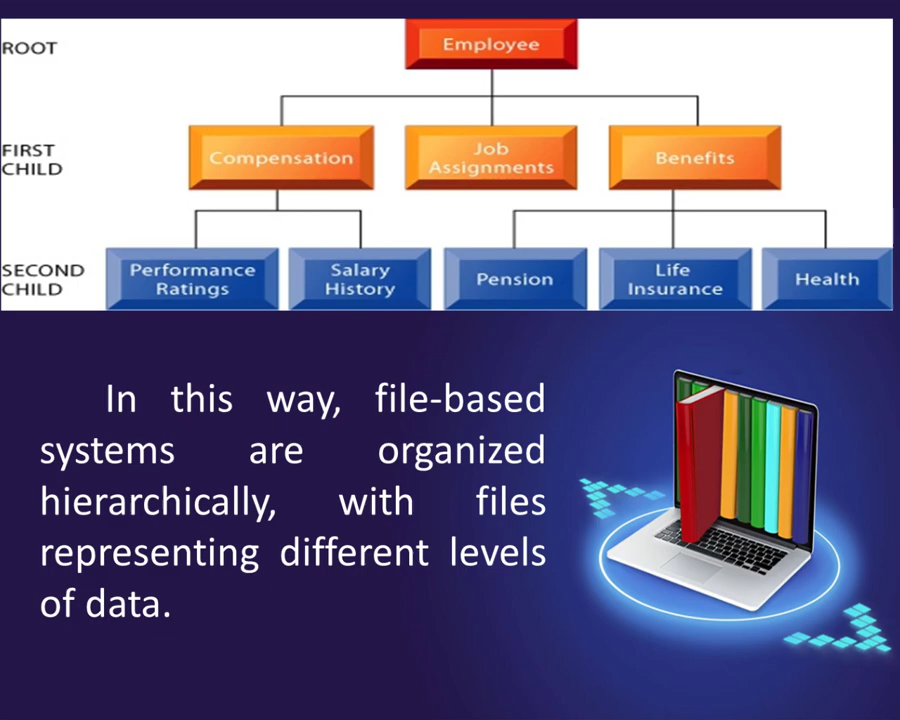 ROOT
Employee
FIRST
CHILD
Compensation
Job
Assignments
Benefits
SECOND
CHILD
Performance
Ratings
Salary
History
Pension
Life
Insurance
Health
In this way, file-based
systems are organized
hierarchically, with files
representing different levels
of data.